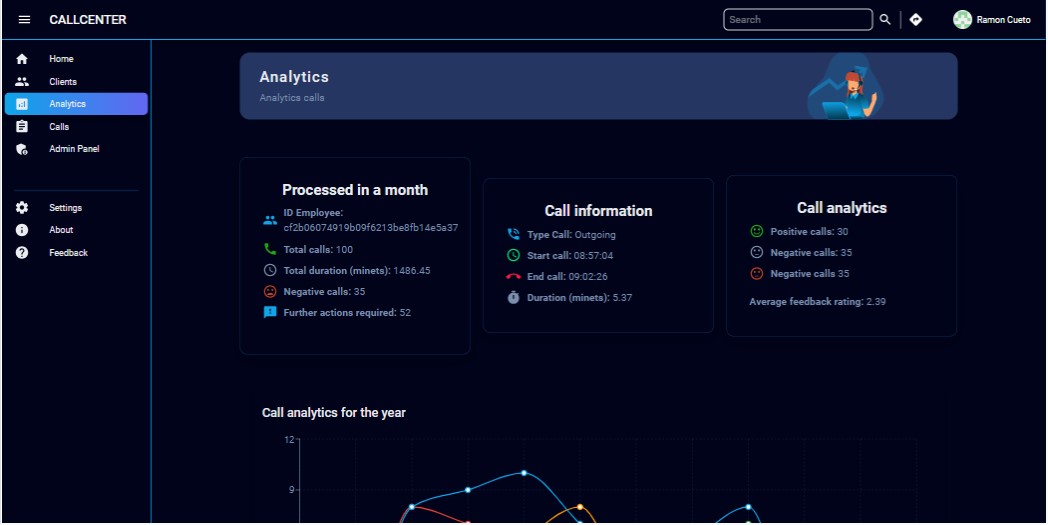 CALLCENTER
Search
Ramon Cueto
Home
Clients
Analytics
Calls
Admin Panel
Settings
About
Feedback
Analytics
Analytics calls
Processed in a month
ID Employee:
cf2b06074919b09f6213be8fb14e5a37
Total calls: 100
Total duration (minets): 1486.45
Negative calls: 35
Further actions required: 52
Call information
Type Call: Outgoing
Start call: 08:57:04
End call: 09:02:26
Duration (minets): 5.37
Call analytics
Positive calls: 30
Negative calls: 35
Negative calls 35
Average feedback rating: 2.39
Call analytics for the year
12
9